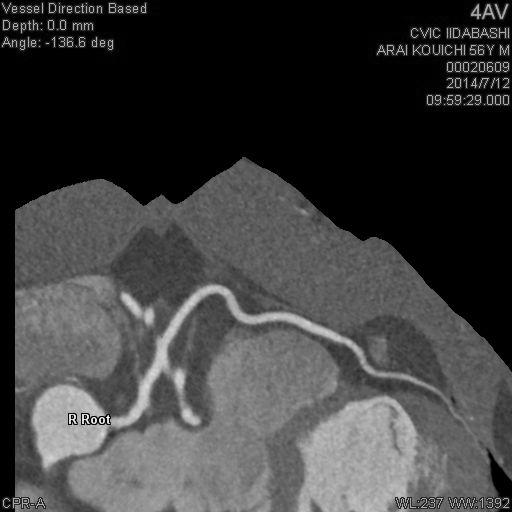 Vessel Direction Based
Depth: 0.0 mm
Angle: -136.6 deg
4AV
CVIC IIDABASHI
ARAI KOUICHI 56Y M
00020609
2014/7/12
09:59:29.000
R Root
CPR-A
WL:237 WW:1392